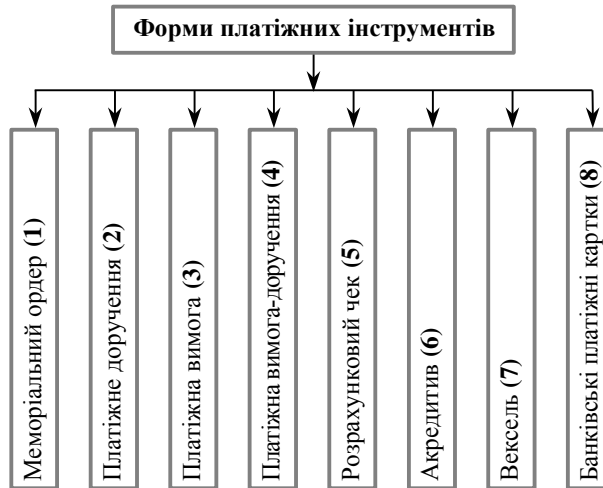 Форми платіжних інструментів
Меморіальний ордер (1)
Платіжне доручення (2)
Платіжна вимога (3)
Платіжна вимога-доручення (4)
Розрахунковий чек (5)
Акредитив (6)
Вексель (7)
Банківські платіжні картки (8)